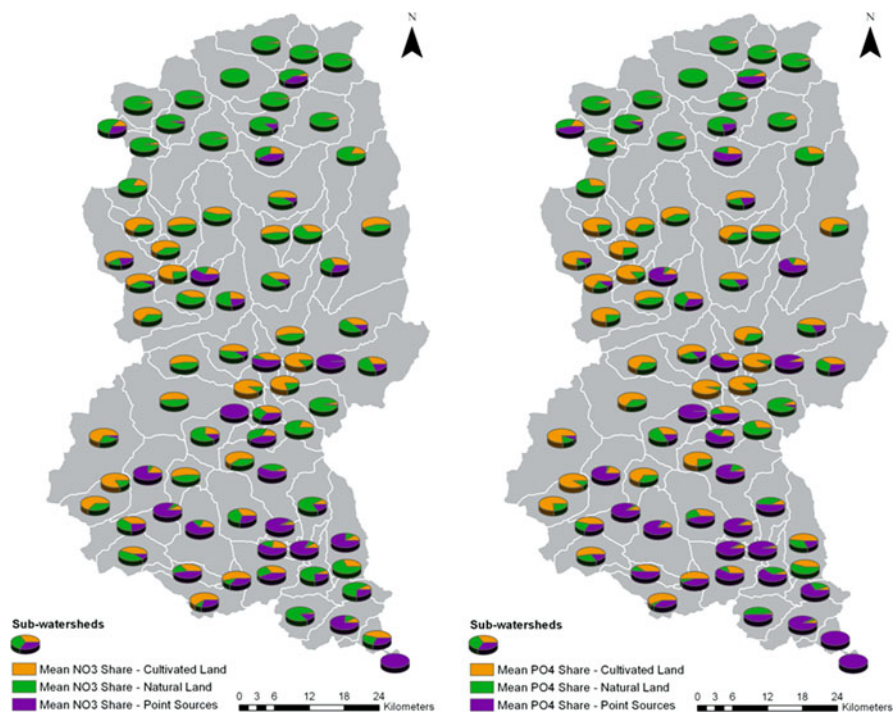 N
N
Sub-watersheds
Mean NO3 Share - Cultivated Land
Mean NO3 Share - Natural Land
Mean NO3 Share - Point Sources
0 3 6 12 18 24
Kilometers
Sub-watersheds
Mean PO4 Share - Cultivated Land
Mean PO4 Share - Natural Land
Mean PO4 Share - Point Sources
0 3 6 12 18 24
Kilometers